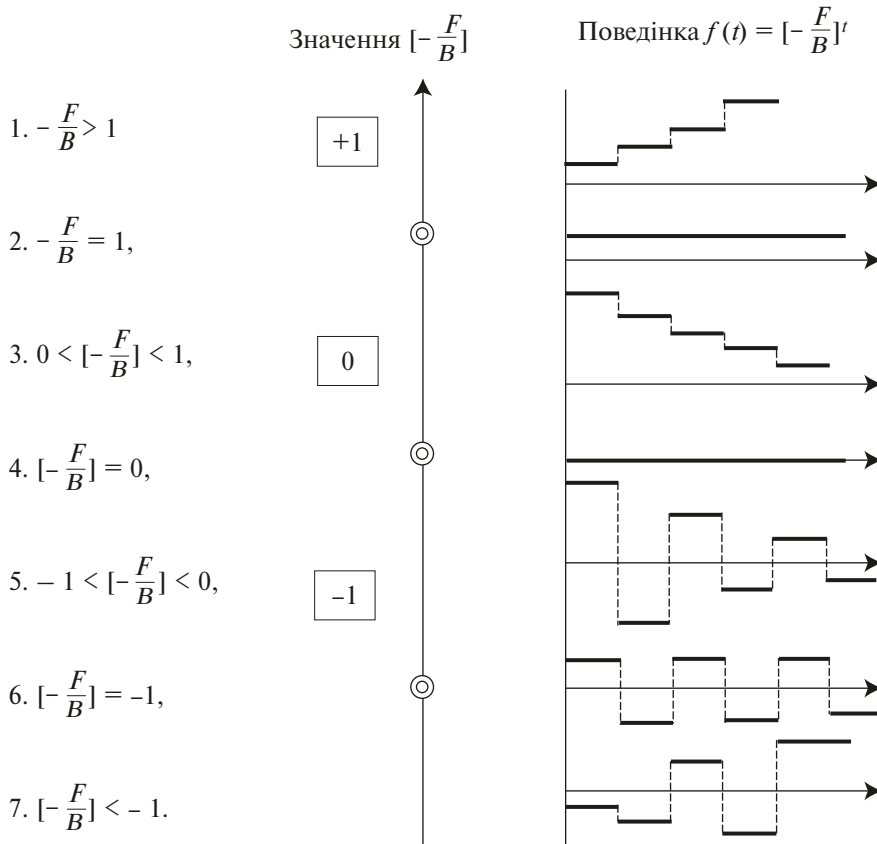 Значення [– F/B]
Поведінка f (t) = [– F/B]^t
1. – F/B > 1
+1
2. – F/B = 1,
3. 0 < [– F/B] < 1,
0
4. [– F/B] = 0,
5. – 1 < [– F/B] < 0,
–1
6. [– F/B] = –1,
7. [– F/B] < – 1.